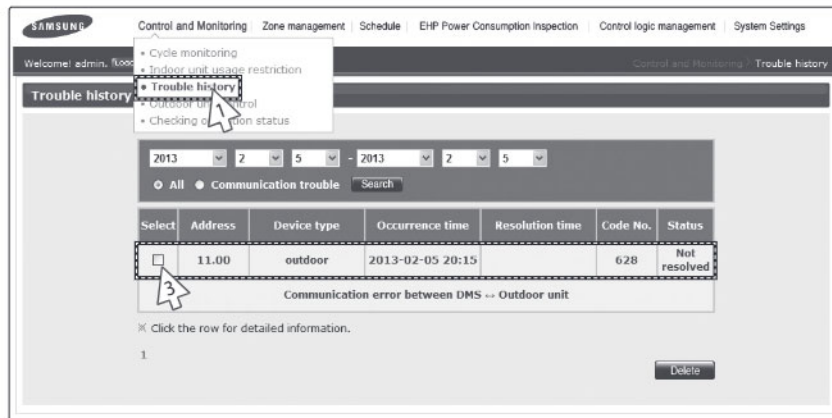 SAMSUNG
Control and Monitoring Zone management Schedule EHP Power Consumption Inspection Control logic management System Settings
Welcome! admin.
• Cycle monitoring
• Indoor unit usage restriction
• Trouble history
• Outdoor unit control
• Checking operation status
Control and Monitoring > Trouble history
Trouble history
1
2013 2 5 - 2013 2 5
All Communication trouble Search
Select Address Device type Occurrence time Resolution time Code No. Status
11.00 outdoor 2013-02-05 20:15 628 Not resolved
3
Communication error between DMS ↔ Outdoor unit
※ Click the row for detailed information.
1
Delete